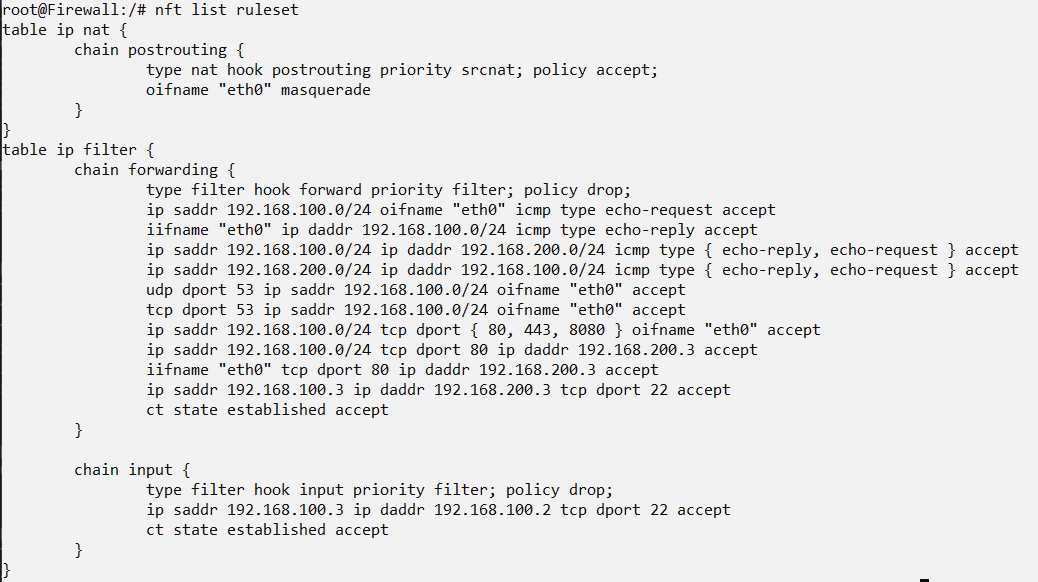 root@Firewall:/# nft list ruleset
table ip nat {
        chain postrouting {
                type nat hook postrouting priority srcnat; policy accept;
                oifname "eth0" masquerade
        }
}
table ip filter {
        chain forwarding {
                type filter hook forward priority filter; policy drop;
                ip saddr 192.168.100.0/24 oifname "eth0" icmp type echo-request accept
                iifname "eth0" ip daddr 192.168.100.0/24 icmp type echo-reply accept
                ip saddr 192.168.100.0/24 ip daddr 192.168.200.0/24 icmp type { echo-reply, echo-request } accept
                ip saddr 192.168.200.0/24 ip daddr 192.168.100.0/24 icmp type { echo-reply, echo-request } accept
                udp dport 53 ip saddr 192.168.100.0/24 oifname "eth0" accept
                tcp dport 53 ip saddr 192.168.100.0/24 oifname "eth0" accept
                ip saddr 192.168.100.0/24 tcp dport { 80, 443, 8080 } oifname "eth0" accept
                ip saddr 192.168.100.0/24 tcp dport 80 ip daddr 192.168.200.3 accept
                iifname "eth0" tcp dport 80 ip daddr 192.168.200.3 accept
                ip saddr 192.168.100.3 ip daddr 192.168.200.3 tcp dport 22 accept
                ct state established accept
        }

        chain input {
                type filter hook input priority filter; policy drop;
                ip saddr 192.168.100.3 ip daddr 192.168.100.2 tcp dport 22 accept
                ct state established accept
        }
}